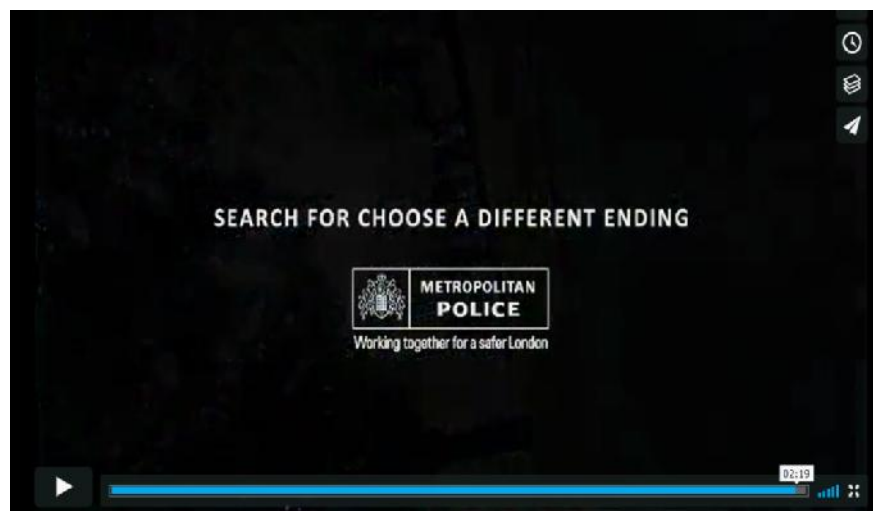 SEARCH FOR CHOOSE A DIFFERENT ENDING
METROPOLITAN
POLICE
Working together for a safer London
02:19